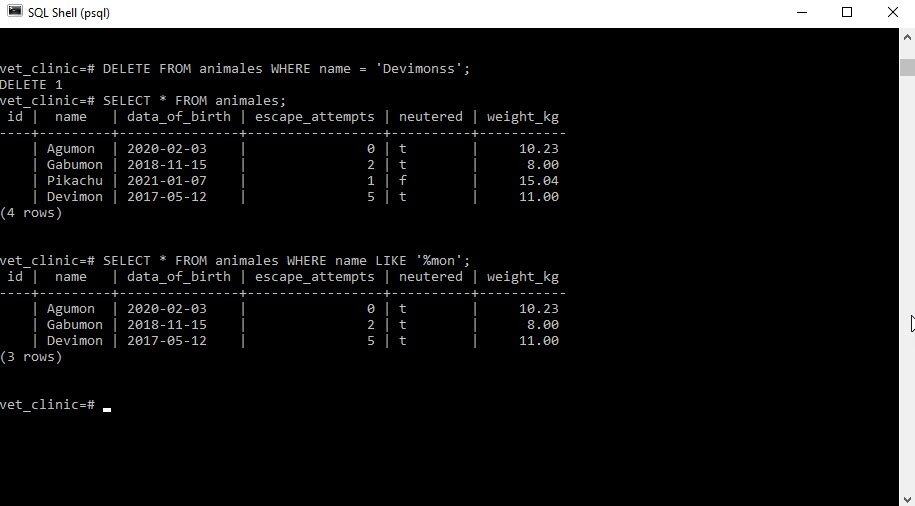 SQL Shell (psql)
vet_clinic=# DELETE FROM animales WHERE name = 'Devimonss';
DELETE 1
vet_clinic=# SELECT * FROM animales;
 id |  name   | data_of_birth | escape_attempts | neutered | weight_kg
----+---------+---------------+-----------------+----------+-----------
    | Agumon  | 2020-02-03    |               0 | t        |     10.23
    | Gabumon | 2018-11-15    |               2 | t        |      8.00
    | Pikachu | 2021-01-07    |               1 | f        |     15.04
    | Devimon | 2017-05-12    |               5 | t        |     11.00
(4 rows)
vet_clinic=# SELECT * FROM animales WHERE name LIKE '%mon';
 id |  name   | data_of_birth | escape_attempts | neutered | weight_kg
----+---------+---------------+-----------------+----------+-----------
    | Agumon  | 2020-02-03    |               0 | t        |     10.23
    | Gabumon | 2018-11-15    |               2 | t        |      8.00
    | Devimon | 2017-05-12    |               5 | t        |     11.00
(3 rows)
vet_clinic=#